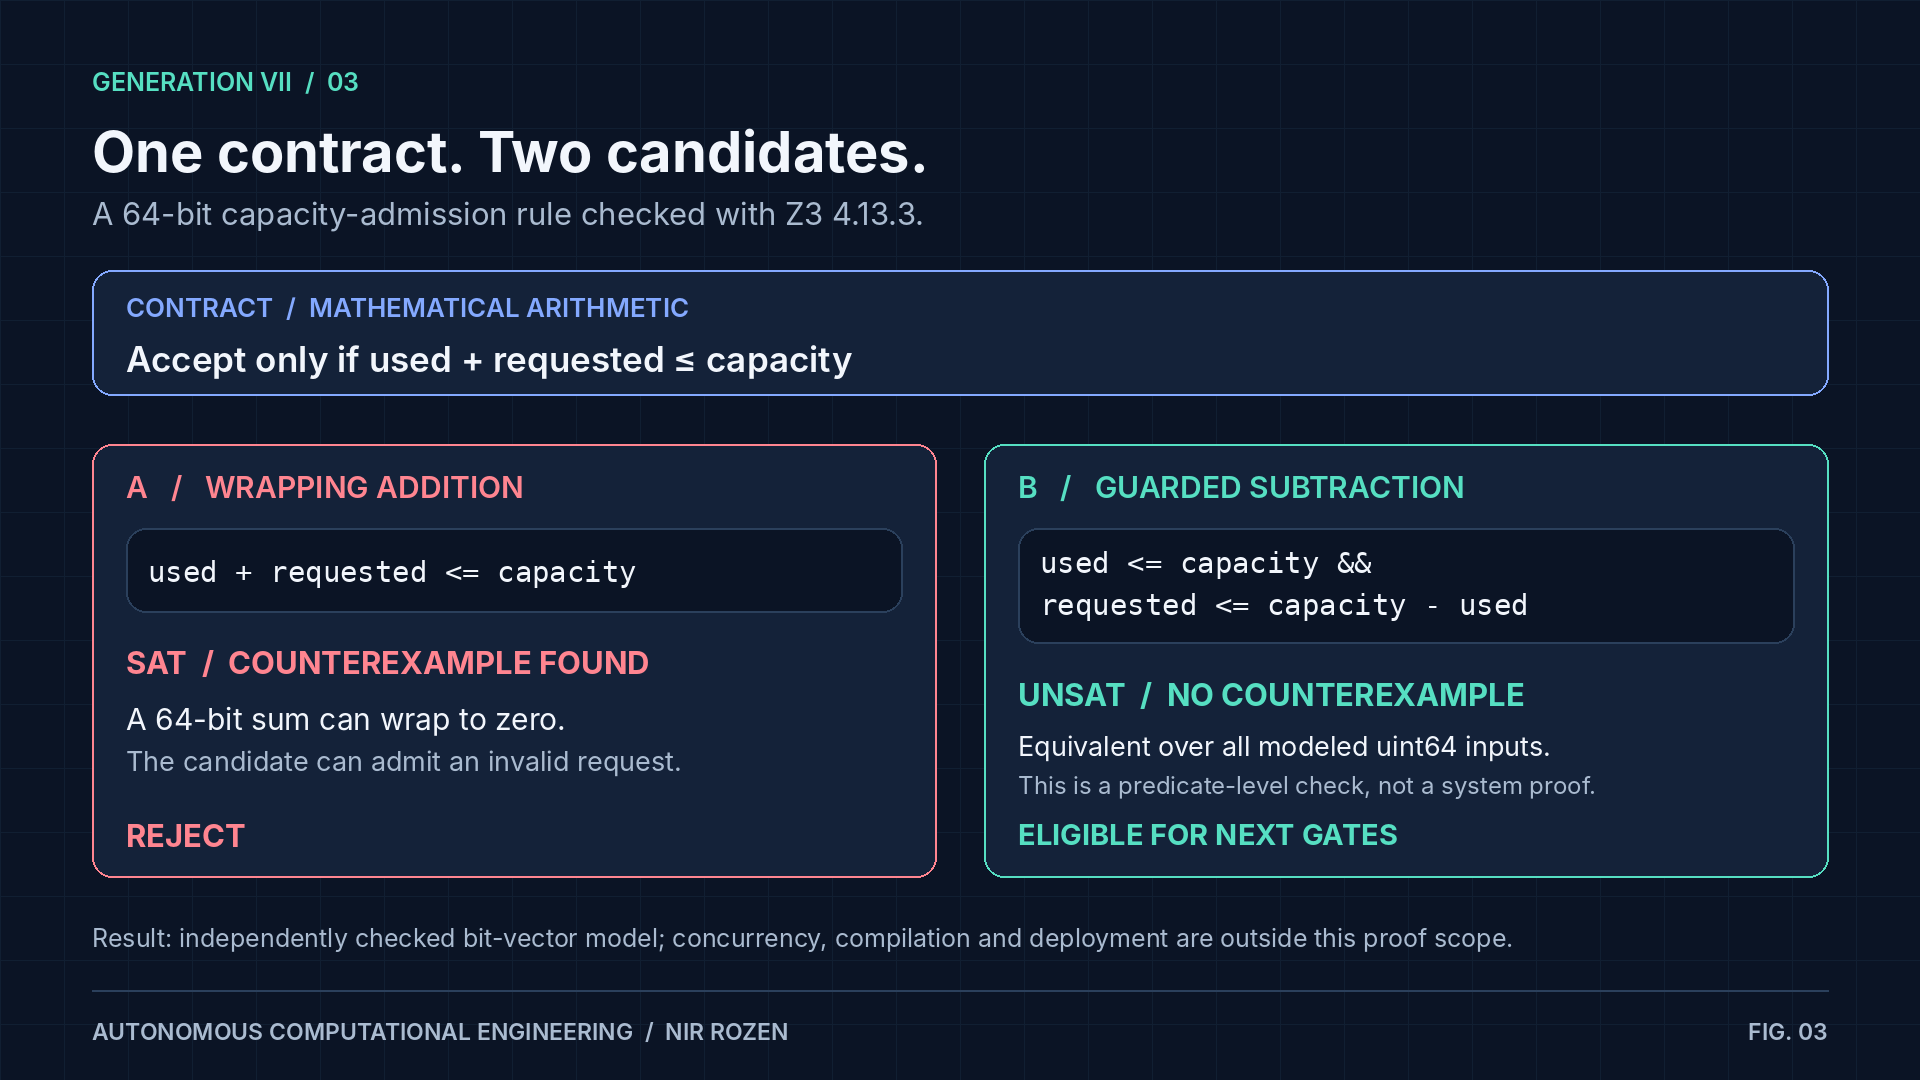 GENERATION VII / 03
One contract. Two candidates.
A 64-bit capacity-admission rule checked with Z3 4.13.3.
CONTRACT / MATHEMATICAL ARITHMETIC
Accept only if used + requested ≤ capacity
A / WRAPPING ADDITION
used + requested <= capacity
SAT / COUNTEREXAMPLE FOUND
A 64-bit sum can wrap to zero.
The candidate can admit an invalid request.
REJECT
B / GUARDED SUBTRACTION
used <= capacity &&
requested <= capacity - used
UNSAT / NO COUNTEREXAMPLE
Equivalent over all modeled uint64 inputs.
This is a predicate-level check, not a system proof.
ELIGIBLE FOR NEXT GATES
Result: independently checked bit-vector model; concurrency, compilation and deployment are outside this proof scope.
AUTONOMOUS COMPUTATIONAL ENGINEERING / NIR ROZEN
FIG. 03